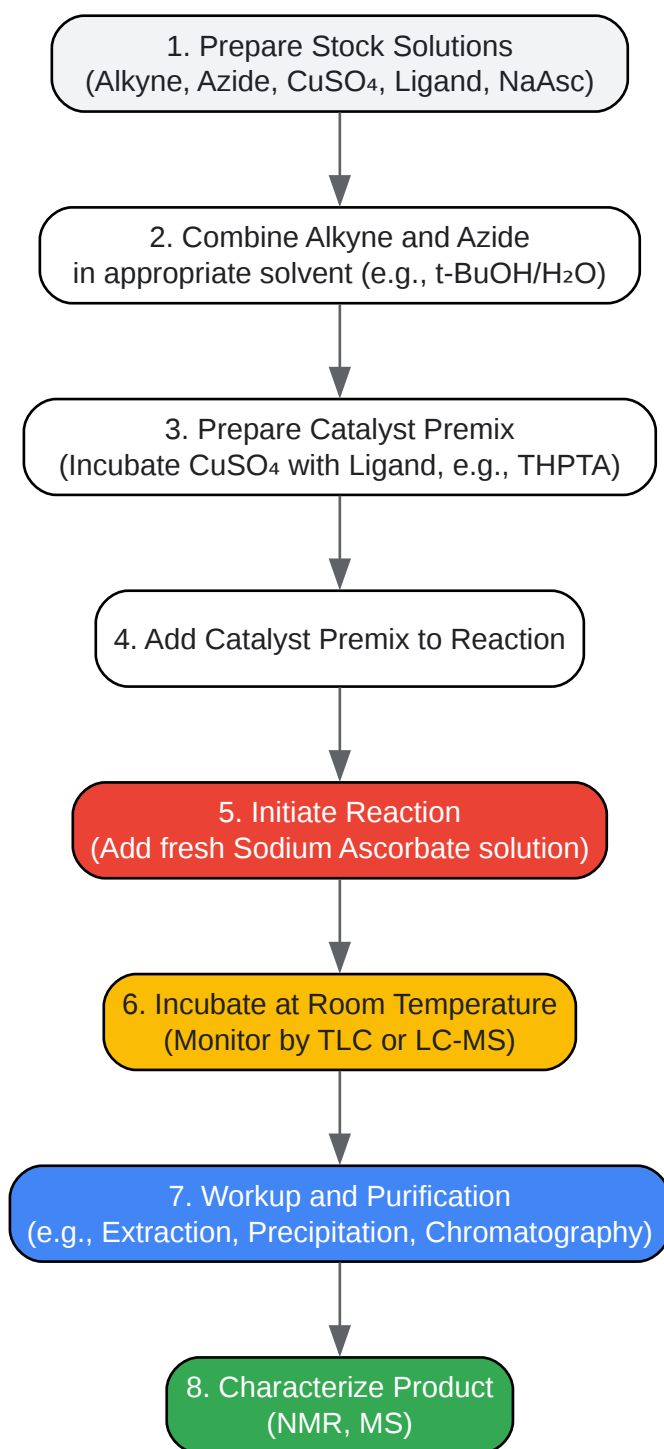 1. Prepare Stock Solutions
(Alkyne, Azide, CuSO₄, Ligand, NaAsc)
2. Combine Alkyne and Azide
in appropriate solvent (e.g., t-BuOH/H₂O)
3. Prepare Catalyst Premix
(Incubate CuSO₄ with Ligand, e.g., THPTA)
4. Add Catalyst Premix to Reaction
5. Initiate Reaction
(Add fresh Sodium Ascorbate solution)
6. Incubate at Room Temperature
(Monitor by TLC or LC-MS)
7. Workup and Purification
(e.g., Extraction, Precipitation, Chromatography)
8. Characterize Product
(NMR, MS)